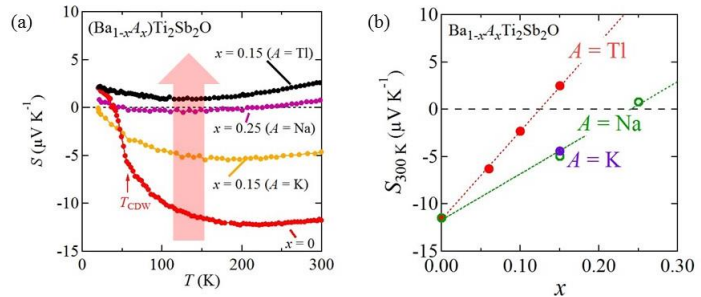 (a)
(Ba₁₋ₓAₓ)Ti₂Sb₂O
15
10
5
0
-5
-10
-15
S (μV K⁻¹)
x = 0.15 (A = Tl)
x = 0.25 (A = Na)
x = 0.15 (A = K)
T_CDW
x = 0
0
100
200
300
T (K)
(b)
Ba₁₋ₓAₓTi₂Sb₂O
10
5
0
-5
-10
-15
S₃₀₀ K (μV K⁻¹)
A = Tl
A = Na
A = K
0.00
0.10
0.20
0.30
x